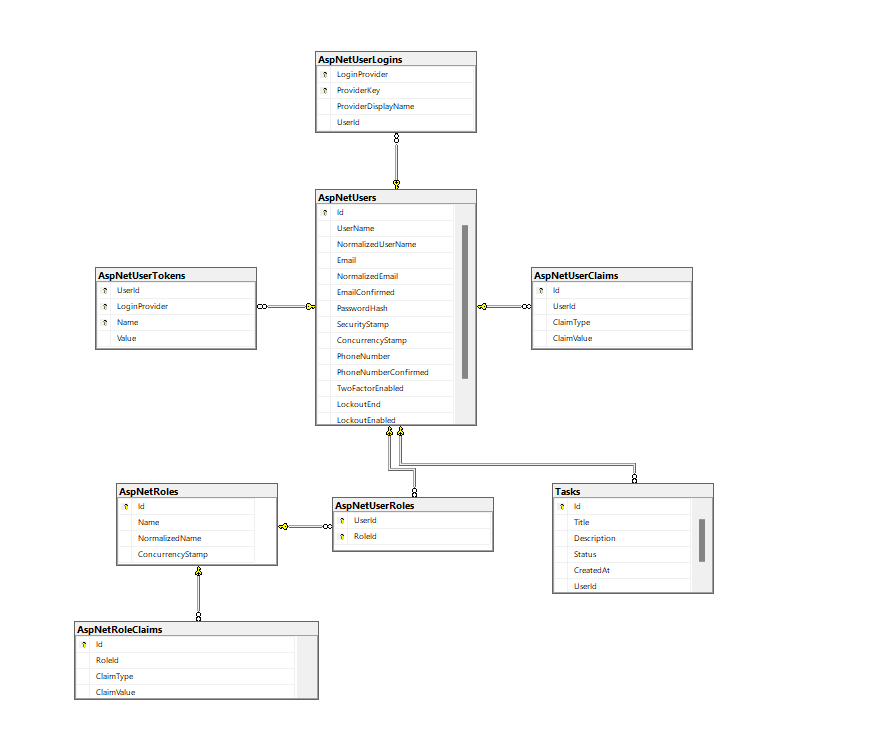 AspNetUserLogins
LoginProvider
ProviderKey
ProviderDisplayName
UserId
AspNetUsers
Id
UserName
NormalizedUserName
Email
NormalizedEmail
EmailConfirmed
PasswordHash
SecurityStamp
ConcurrencyStamp
PhoneNumber
PhoneNumberConfirmed
TwoFactorEnabled
LockoutEnd
LockoutEnabled
AspNetUserTokens
UserId
LoginProvider
Name
Value
AspNetUserClaims
Id
UserId
ClaimType
ClaimValue
AspNetRoles
Id
Name
NormalizedName
ConcurrencyStamp
AspNetUserRoles
UserId
RoleId
Tasks
Id
Title
Description
Status
CreatedAt
UserId
AspNetRoleClaims
Id
RoleId
ClaimType
ClaimValue